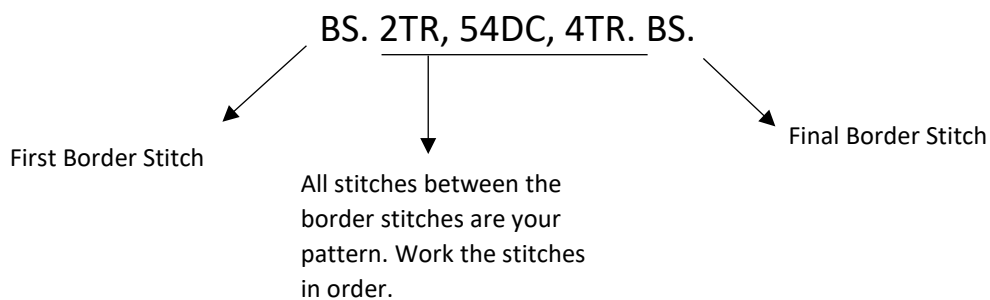 BS. 2TR, 54DC, 4TR. BS.
First Border Stitch
All stitches between the
border stitches are your
pattern. Work the stitches
in order.
Final Border Stitch